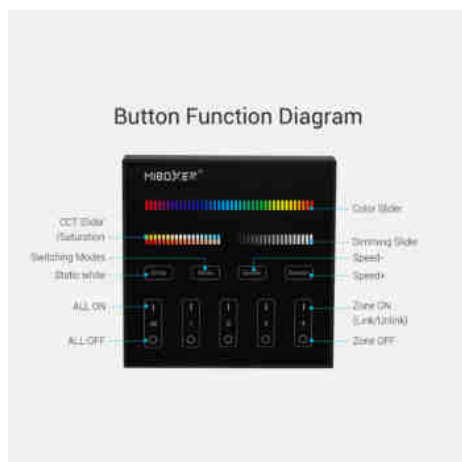 Button Function Diagram
MIBOXER®
Color Slider
CCT Slider
/Saturation
Dimming Slider
Switching Modes
Speed-
Static white
Speed+
ALL ON
Zone ON
(Link/Unlink)
ALL OFF
Zone OFF